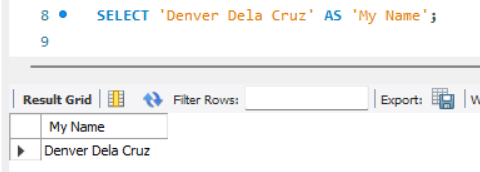 8 SELECT 'Denver Dela Cruz' AS 'My Name';
9
Result Grid Filter Rows: Export:
My Name
Denver Dela Cruz